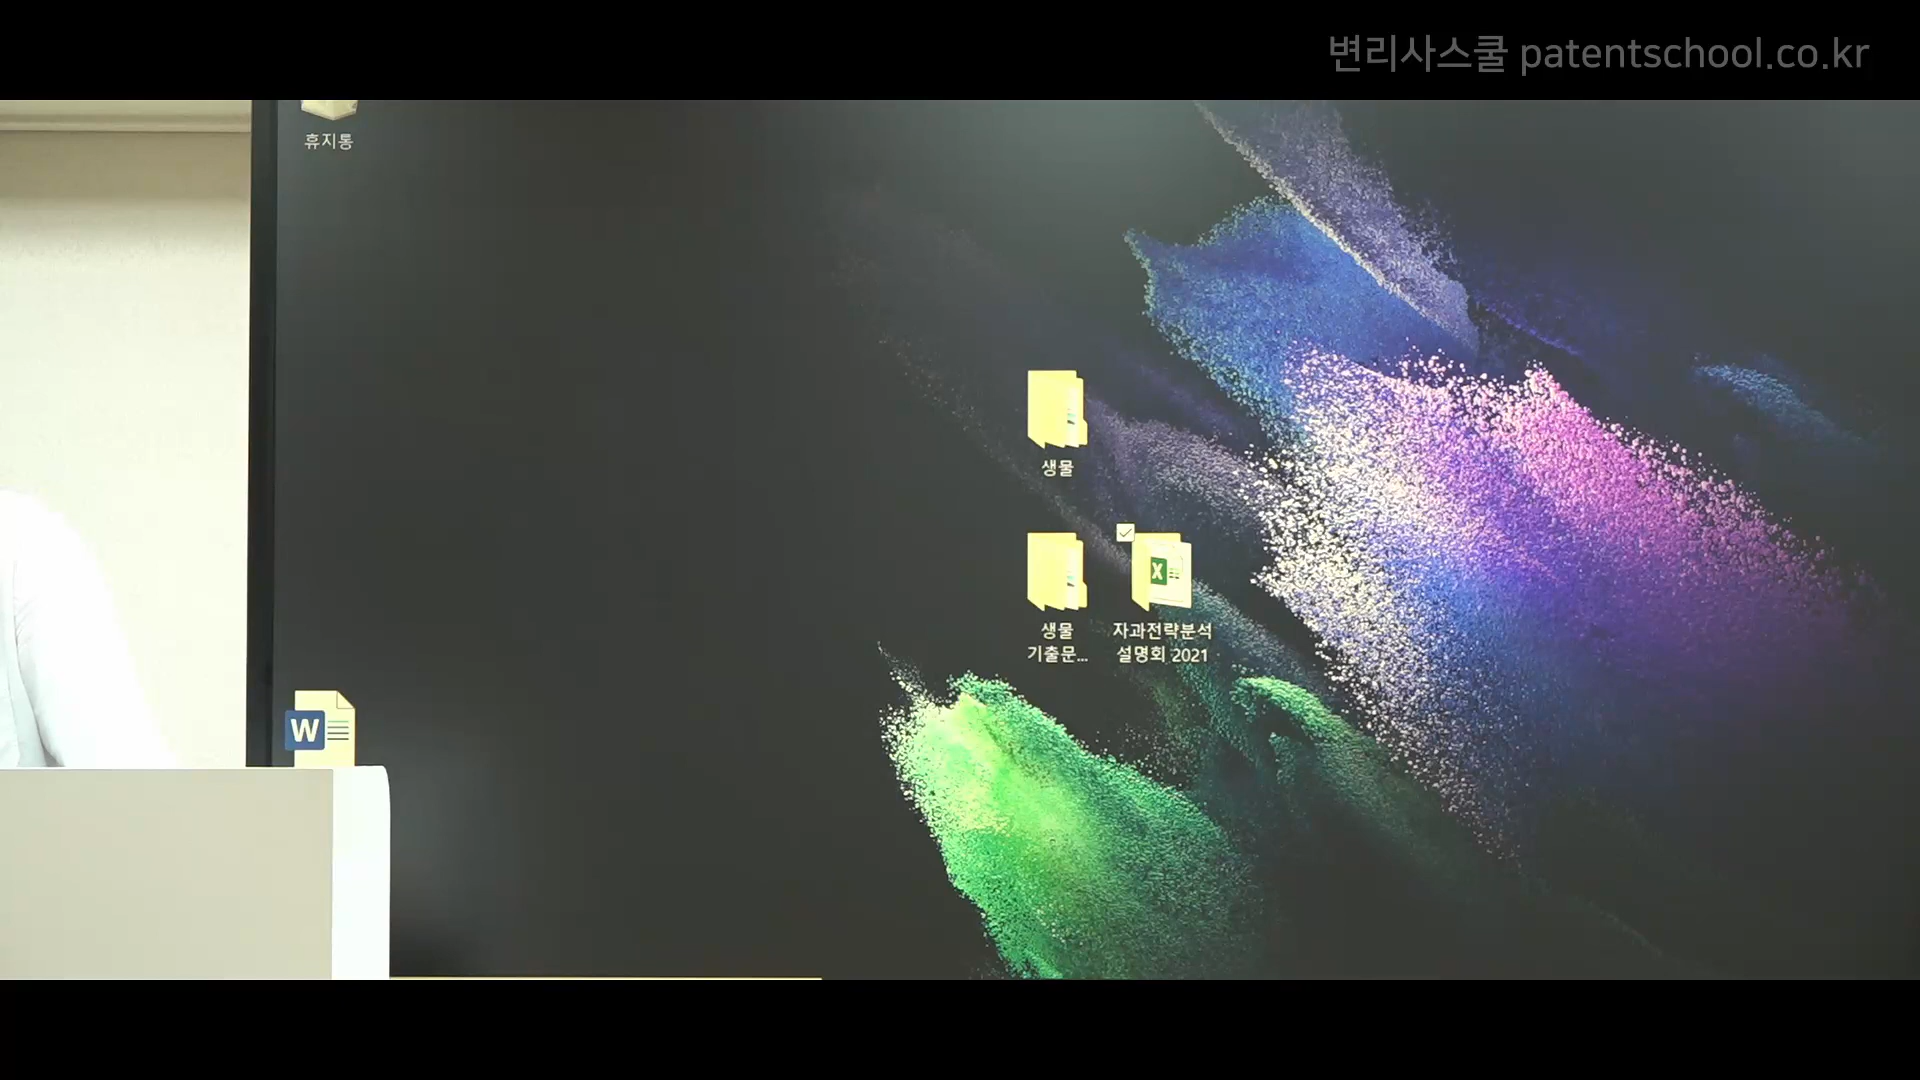 변리사스쿨 patentschool.co.kr
휴지통
생물
생물
기출문...
자과전략분석
설명회 2021
W
X